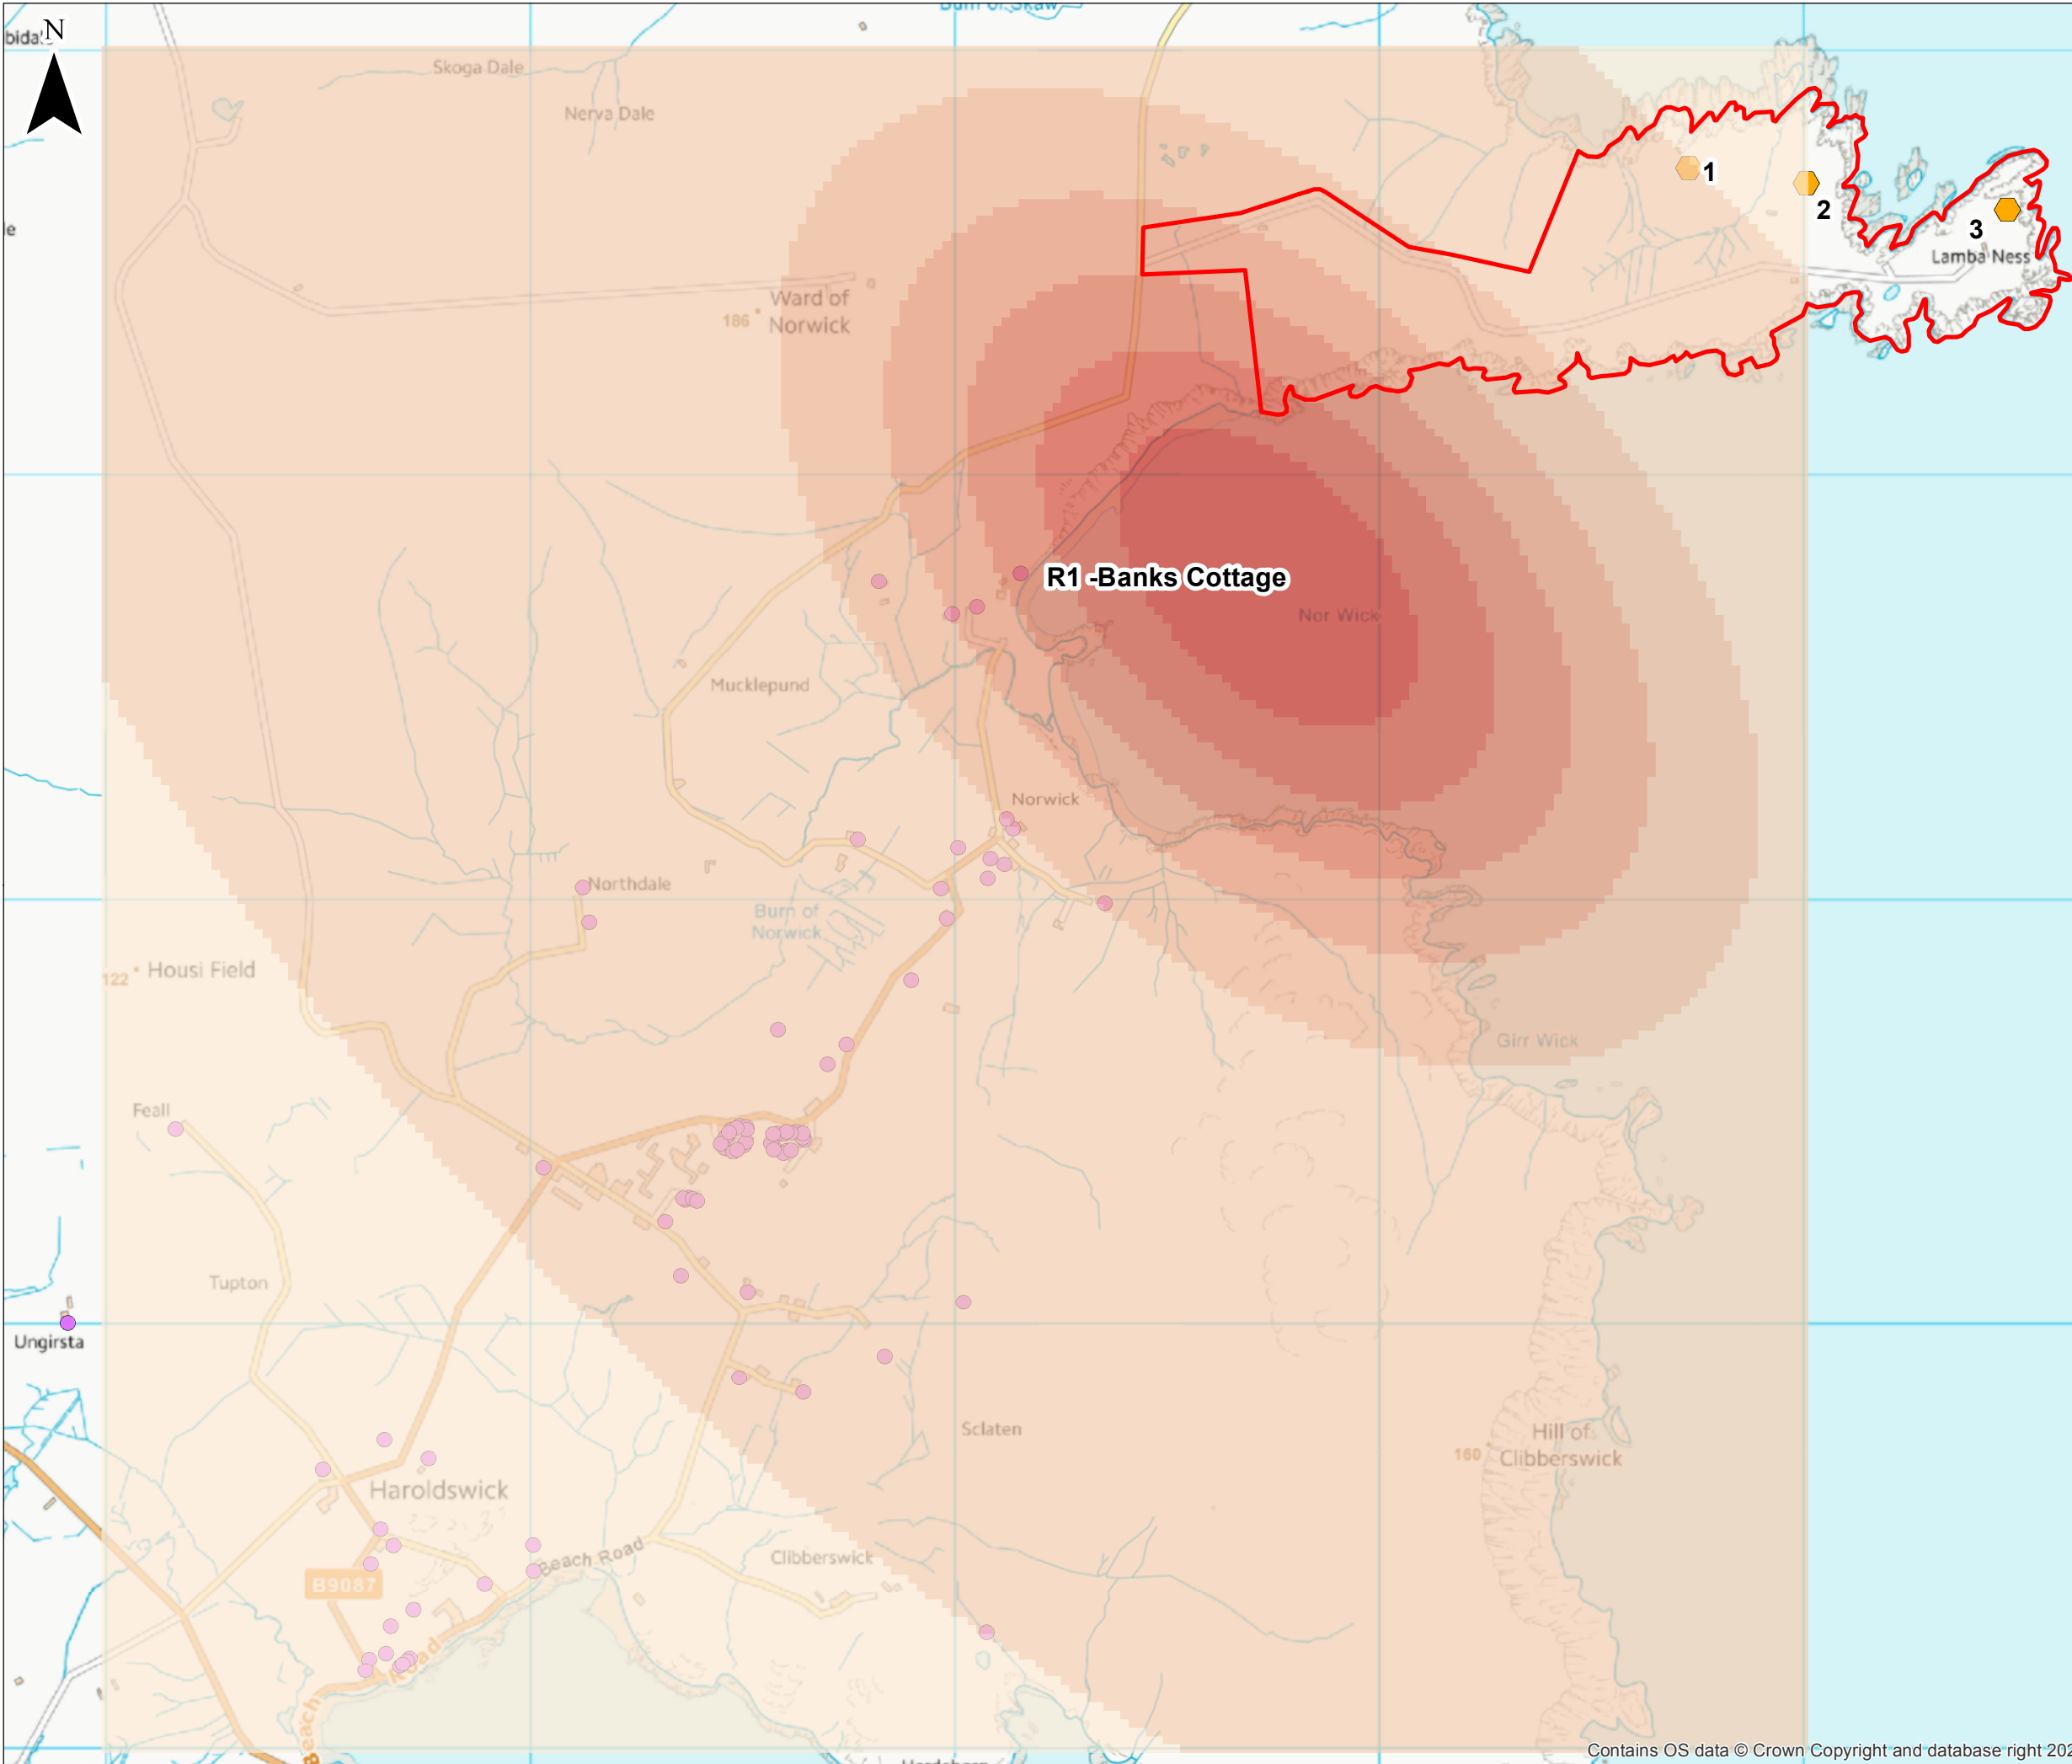 N
Skoga Dale
Nerva Dale
1
2
3
Lamba Ness
Ward of
Norwick
186
R1 -Banks Cottage
Nor Wick
Mucklepund
Norwick
Northdale
Burn of
Norwick
122
Housi Field
Girr Wick
Feall
Tupton
Ungirsta
Sclaten
Hill of
Clibberswick
160
Haroldswick
Beach Road
Clibberswick
B9087
Beach
Road
Contains OS data © Crown Copyright and database right